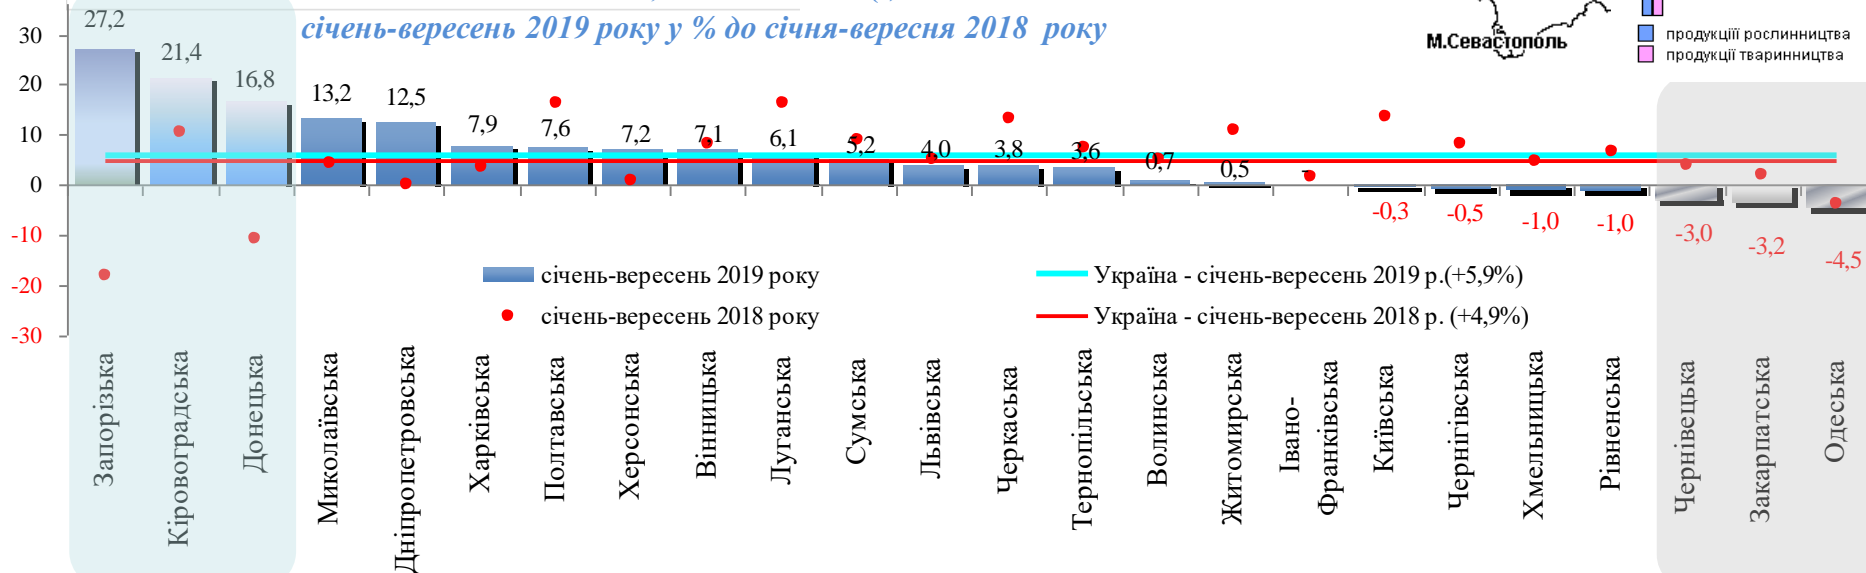 січень-вересень 2019 року у % до січня-вересня 2018 року
М.Севастополь
продукціїі рослинництва
продукції тваринництва
30
20
10
0
-10
-20
-30
27,2
21,4
16,8
13,2
12,5
7,9
7,6
7,2
7,1
6,1
5,2
4,0
3,8
3,6
0,7
0,5
-
-0,3
-0,5
-1,0
-1,0
-3,0
-3,2
-4,5
січень-вересень 2019 року
Україна - січень-вересень 2019 р.(+5,9%)
січень-вересень 2018 року
Україна - січень-вересень 2018 р. (+4,9%)
Запорізька
Кіровоградська
Донецька
Миколаївська
Дніпропетровська
Харківська
Полтавська
Херсонська
Вінницька
Луганська
Сумська
Львівська
Черкаська
Тернопільська
Волинська
Житомирська
Івано-
Франківська
Київська
Чернігівська
Хмельницька
Рівненська
Чернівецька
Закарпатська
Одеська